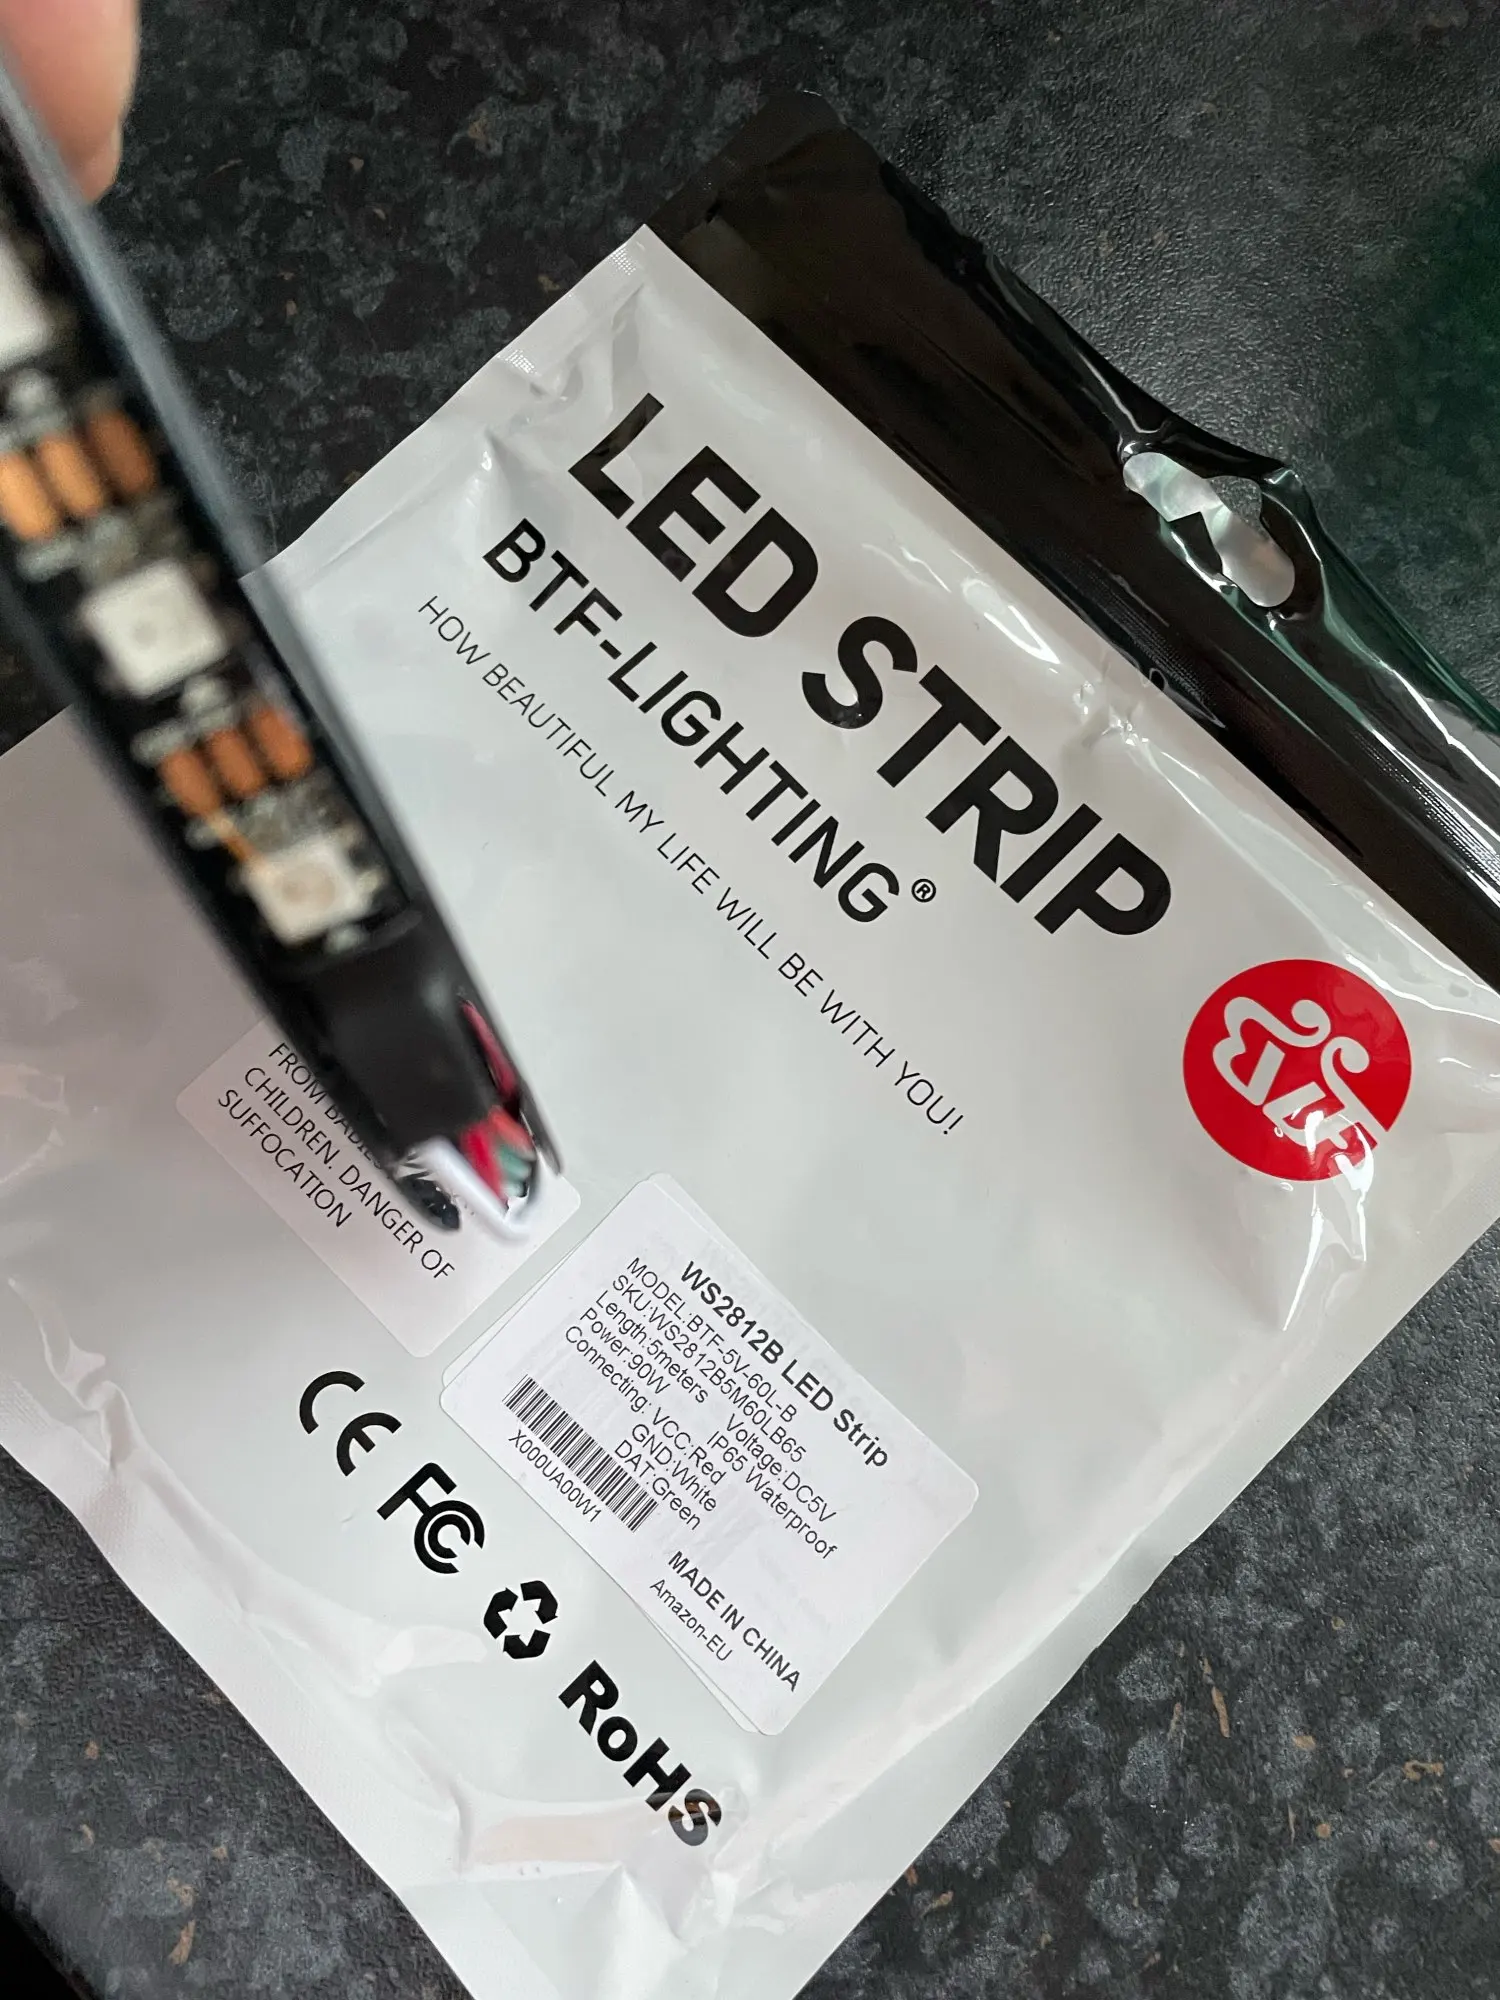 LED STRIP
BTF-LIGHTING®
HOW BEAUTIFUL MY LIFE WILL BE WITH YOU!
BTF
FROM BABIES
CHILDREN. DANGER OF
SUFFOCATION
WS2812B LED Strip
MODEL:BTF-5V-60L-B
SKU:WS2812B5M60LB65
Length:5meters Voltage:DC5V
Power:90W IP65 Waterproof
Connecting: VCC:Red
GND:White
DAT:Green
X000UA00W1
MADE IN CHINA
Amazon-EU
CE
FC
RoHS